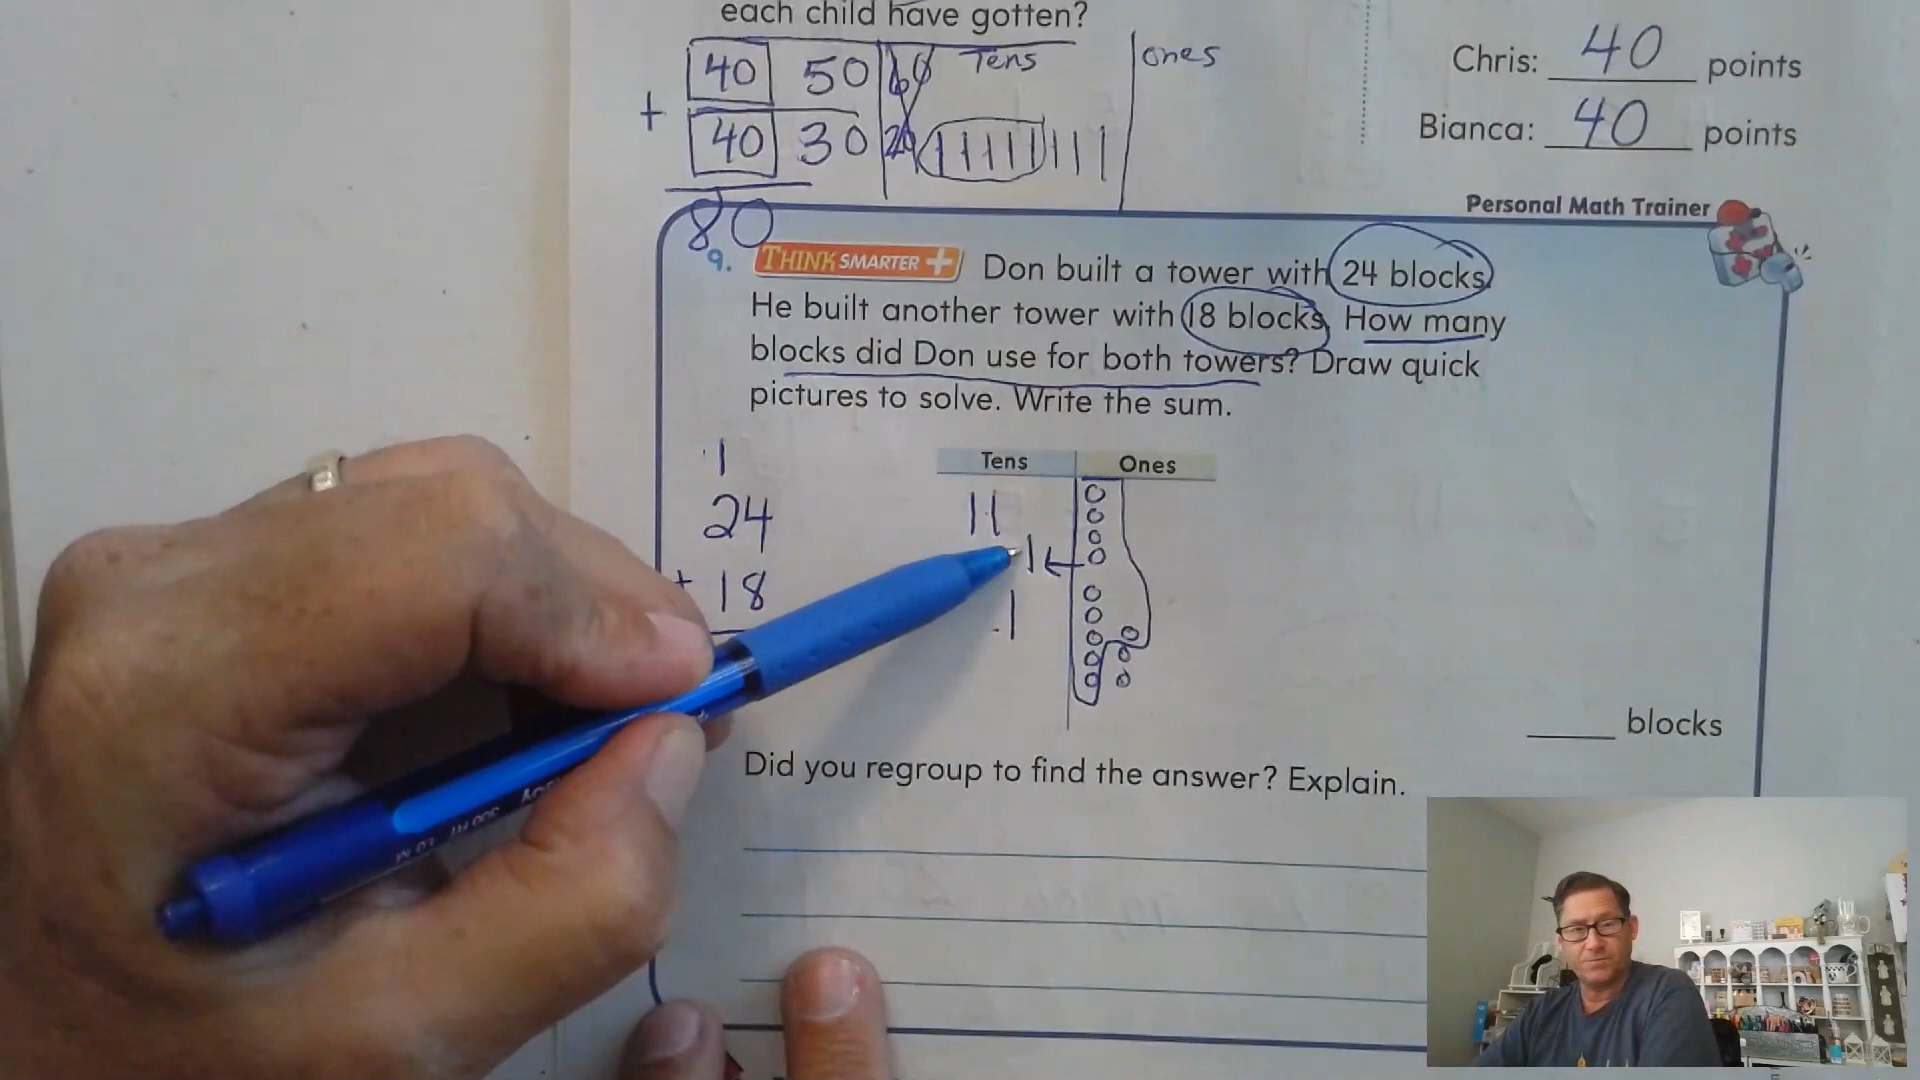 each child have gotten?
40 50 60 Tens ones
+ 40 30 20
80
Chris: 40 points
Bianca: 40 points
Personal Math Trainer
9. THINK SMARTER + Don built a tower with 24 blocks.
He built another tower with 18 blocks. How many
blocks did Don use for both towers? Draw quick
pictures to solve. Write the sum.
Tens Ones
1
24
+ 18
____ blocks
Did you regroup to find the answer? Explain.